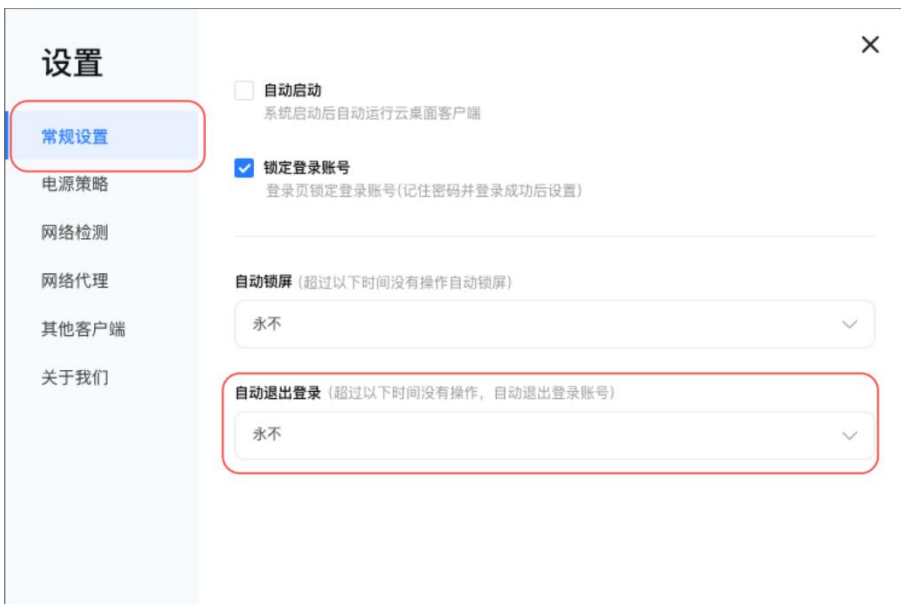 设置
常规设置
电源策略
网络检测
网络代理
其他客户端
关于我们
自动启动
系统启动后自动运行云桌面客户端
锁定登录账号
登录页锁定登录账号(记住密码并登录成功后设置)
自动锁屏 (超过以下时间没有操作自动锁屏)
永不
自动退出登录 (超过以下时间没有操作，自动退出登录账号)
永不